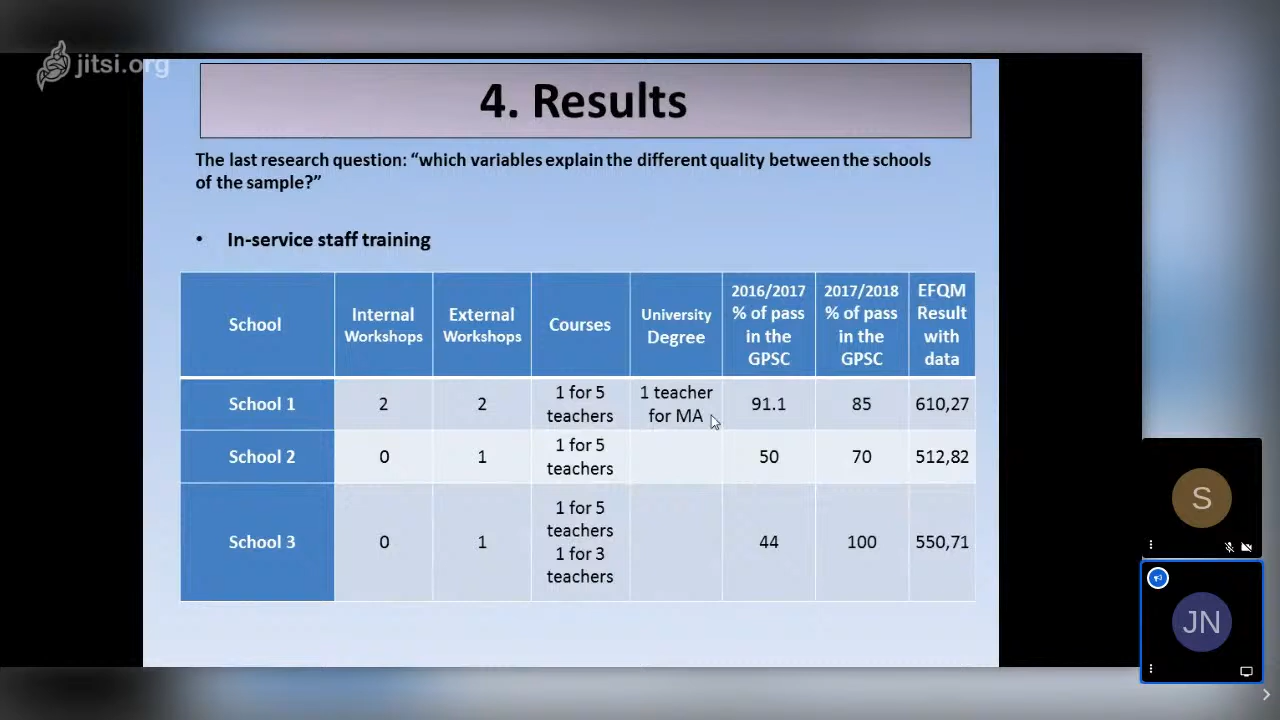 jitsi.org
4. Results
The last research question: “which variables explain the different quality between the schools
of the sample?”
• In-service staff training
School
Internal
Workshops
External
Workshops
Courses
University
Degree
2016/2017
% of pass
in the
GPSC
2017/2018
% of pass
in the
GPSC
EFQM
Result
with
data
School 1
2
2
1 for 5
teachers
1 teacher
for MA
91.1
85
610,27
School 2
0
1
1 for 5
teachers
50
70
512,82
School 3
0
1
1 for 5
teachers
1 for 3
teachers
44
100
550,71
S
JN